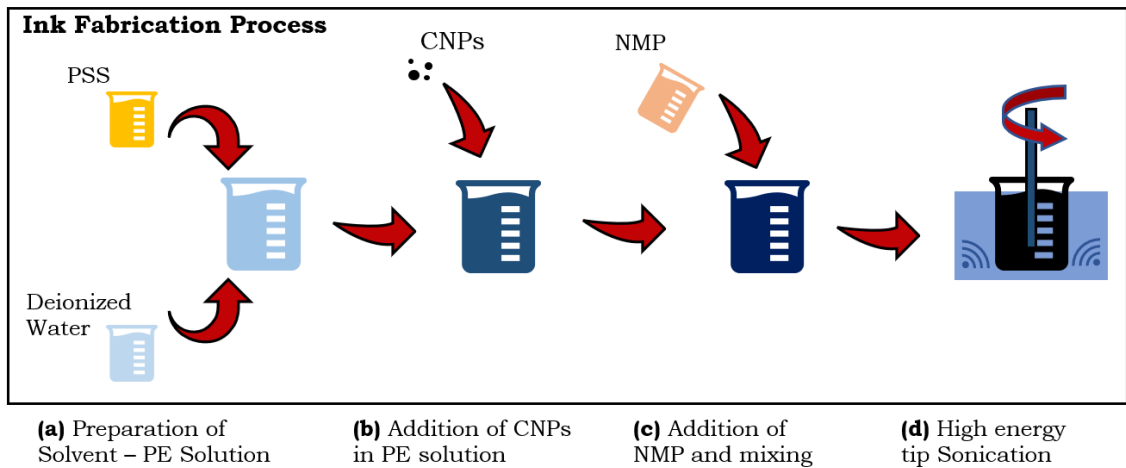 Ink Fabrication Process
PSS
CNPs
NMP
Deionized
Water
(a) Preparation of
Solvent – PE Solution
(b) Addition of CNPs
in PE solution
(c) Addition of
NMP and mixing
(d) High energy
tip Sonication